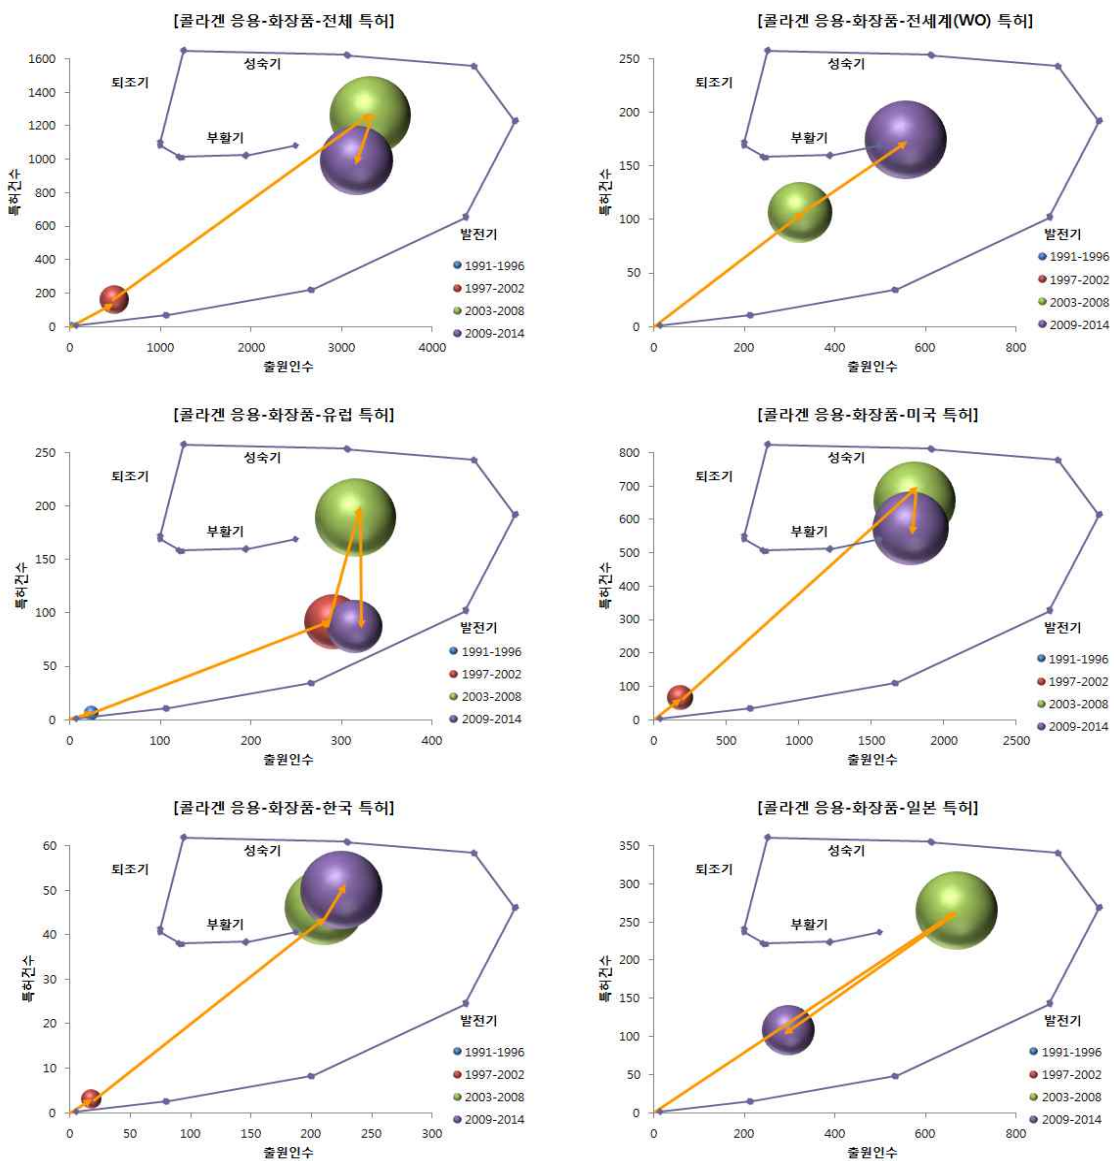 [콜라겐 응용-화장품-전체 특허]
1600
1400
1200
1000
800
600
400
200
0
특허건수
퇴조기
성숙기
부활기
발전기
1991-1996
1997-2002
2003-2008
2009-2014
0 1000 2000 3000 4000
출원인수
[콜라겐 응용-화장품-전세계(WO) 특허]
250
200
150
100
50
0
특허건수
퇴조기
성숙기
부활기
발전기
1991-1996
1997-2002
2003-2008
2009-2014
0 200 400 600 800
출원인수
[콜라겐 응용-화장품-유럽 특허]
250
200
150
100
50
0
특허건수
퇴조기
성숙기
부활기
발전기
1991-1996
1997-2002
2003-2008
2009-2014
0 100 200 300 400
출원인수
[콜라겐 응용-화장품-미국 특허]
800
700
600
500
400
300
200
100
0
특허건수
퇴조기
성숙기
부활기
발전기
1991-1996
1997-2002
2003-2008
2009-2014
0 500 1000 1500 2000 2500
출원인수
[콜라겐 응용-화장품-한국 특허]
60
50
40
30
20
10
0
특허건수
퇴조기
성숙기
부활기
발전기
1991-1996
1997-2002
2003-2008
2009-2014
0 50 100 150 200 250 300
출원인수
[콜라겐 응용-화장품-일본 특허]
350
300
250
200
150
100
50
0
특허건수
퇴조기
성숙기
부활기
발전기
1991-1996
1997-2002
2003-2008
2009-2014
0 200 400 600 800
출원인수